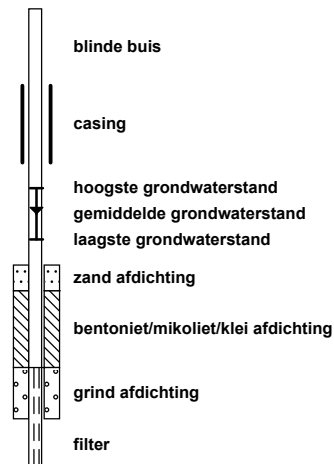 blinde buis
casing
hoogste grondwaterstand
gemiddelde grondwaterstand
laagste grondwaterstand
zand afdichting
bentoniet/mikoliet/klei afdichting
grind afdichting
filter